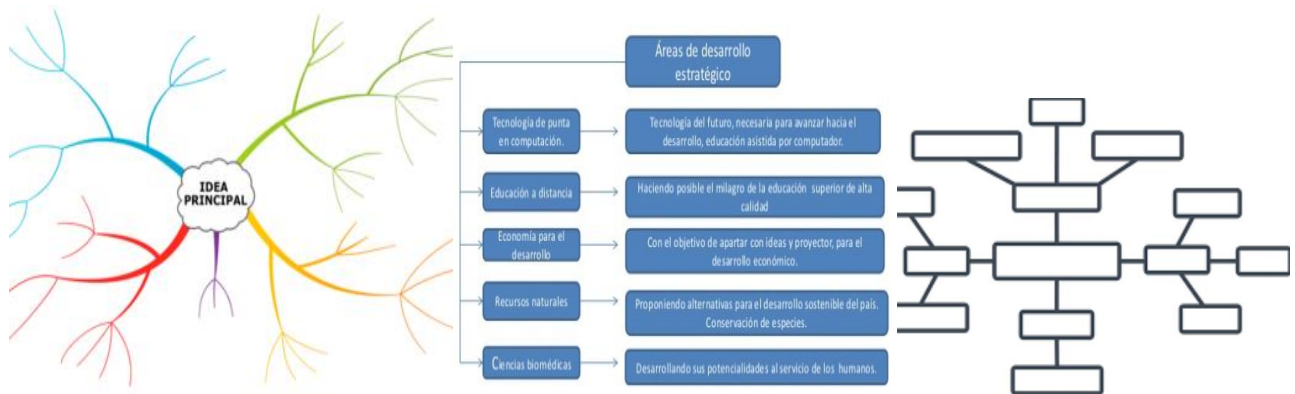 IDEA
PRINCIPAL
Áreas de desarrollo
estratégico
Tecnología de punta
en computación.
Tecnología del futuro, necesaria para avanzar hacia el
desarrollo, educación asistida por computador.
Educación a distancia
Haciendo posible el milagro de la educación superior de alta
calidad
Economía para el
desarrollo
Con el objetivo de apartar con ideas y proyector, para el
desarrollo económico.
Recursos naturales
Proponiendo alternativas para el desarrollo sostenible del país.
Conservación de especies.
Ciencias biomédicas
Desarrollando sus potencialidades al servicio de los humanos.